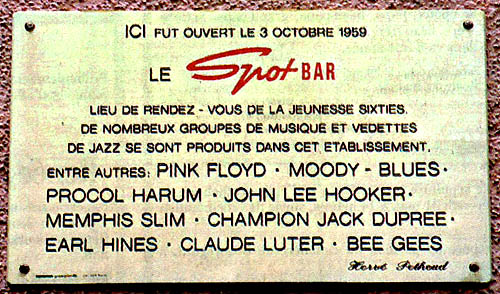 ICI FUT OUVERT LE 3 OCTOBRE 1959
LE Spot BAR
LIEU DE RENDEZ - VOUS DE LA JEUNESSE SIXTIES.
DE NOMBREUX GROUPES DE MUSIQUE ET VEDETTES
DE JAZZ SE SONT PRODUITS DANS CET ETABLISSEMENT.
ENTRE AUTRES: PINK FLOYD · MOODY - BLUES ·
PROCOL HARUM · JOHN LEE HOOKER ·
MEMPHIS SLIM · CHAMPION JACK DUPREE ·
EARL HINES · CLAUDE LUTER · BEE GEES
Hervé Pethoud